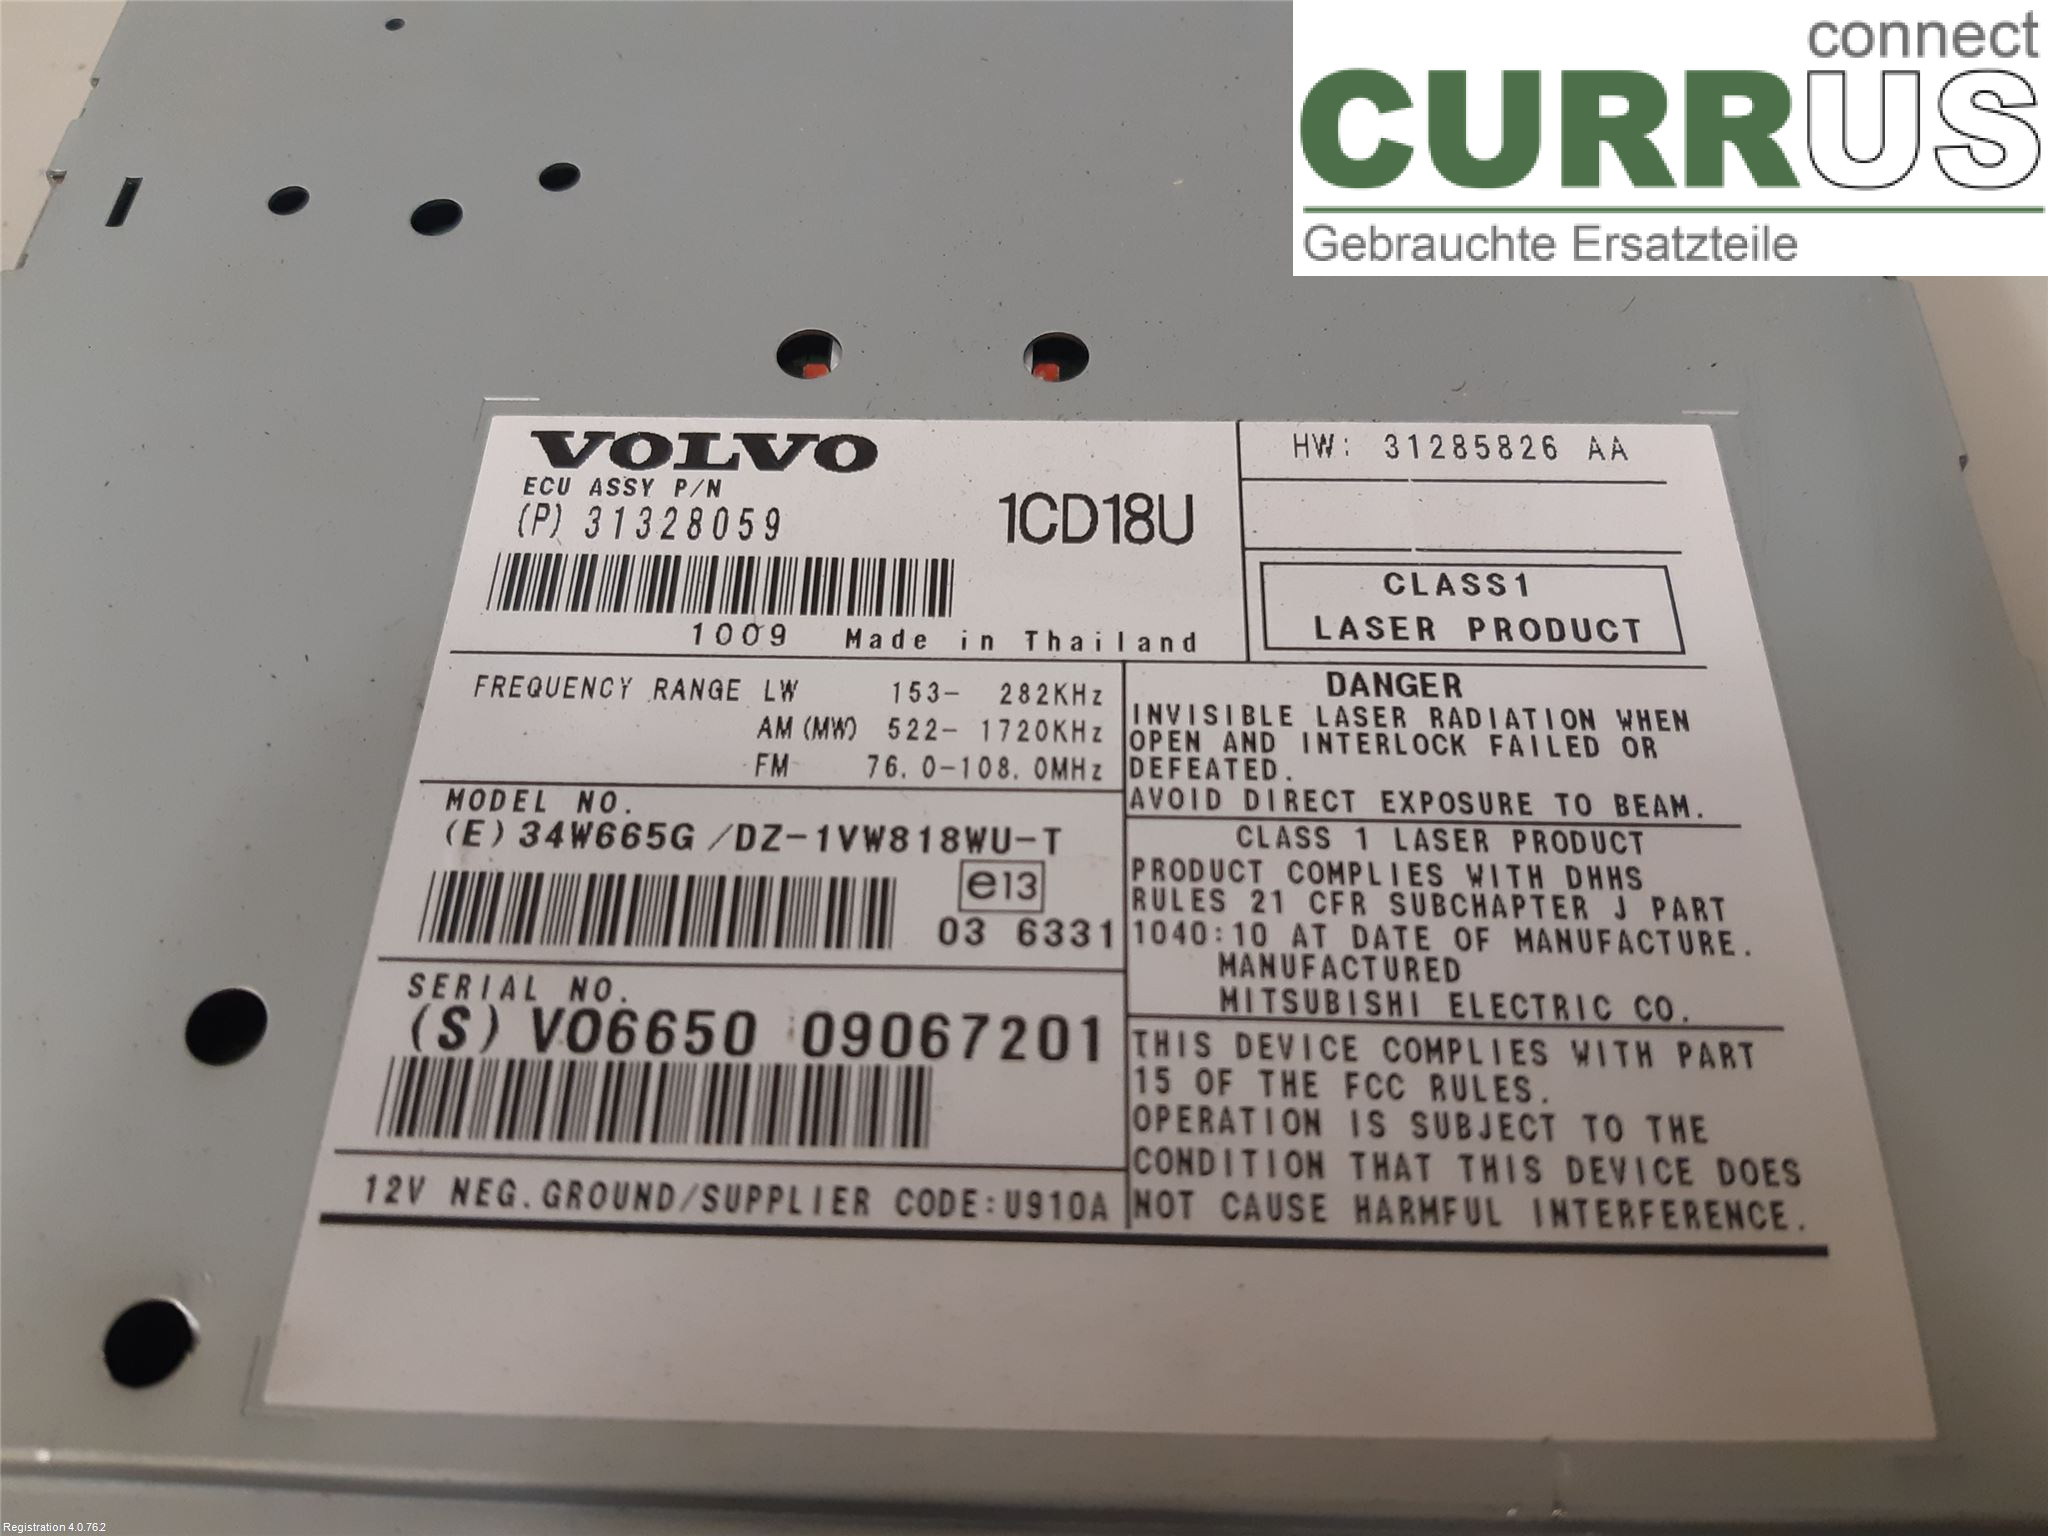 connect
CURRUS
Gebrauchte Ersatzteile
VOLVO
ECU ASSY P/N
(P) 31328059
1CD18U
1009 Made in Thailand
HW: 31285826 AA
CLASS1
LASER PRODUCT
FREQUENCY RANGE LW 153- 282KHz
AM(MW) 522- 1720KHz
FM 76.0-108.0MHz
MODEL NO.
(E)34W665G/DZ-1VW818WU-T
e13
03 6331
SERIAL NO.
(S) VO6650 09067201
12V NEG.GROUND/SUPPLIER CODE:U910A
DANGER
INVISIBLE LASER RADIATION WHEN
OPEN AND INTERLOCK FAILED OR
DEFEATED.
AVOID DIRECT EXPOSURE TO BEAM.
CLASS 1 LASER PRODUCT
PRODUCT COMPLIES WITH DHHS
RULES 21 CFR SUBCHAPTER J PART
1040:10 AT DATE OF MANUFACTURE.
MANUFACTURED
MITSUBISHI ELECTRIC CO.
THIS DEVICE COMPLIES WITH PART
15 OF THE FCC RULES.
OPERATION IS SUBJECT TO THE
CONDITION THAT THIS DEVICE DOES
NOT CAUSE HARMFUL INTERFERENCE.
Registration 4.0.762